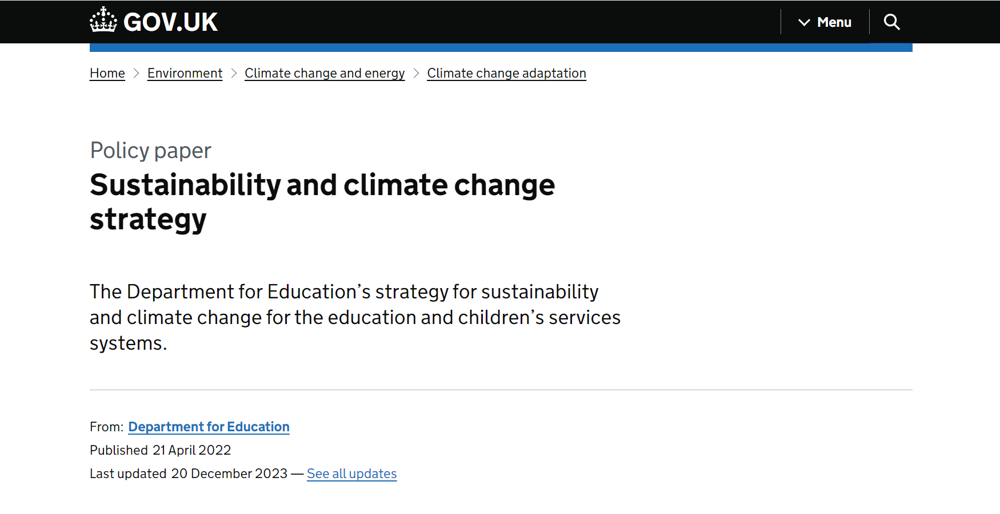 GOV.UK
Menu
Home Environment Climate change and energy Climate change adaptation
Policy paper
Sustainability and climate change
strategy
The Department for Education’s strategy for sustainability
and climate change for the education and children’s services
systems.
From: Department for Education
Published 21 April 2022
Last updated 20 December 2023 — See all updates